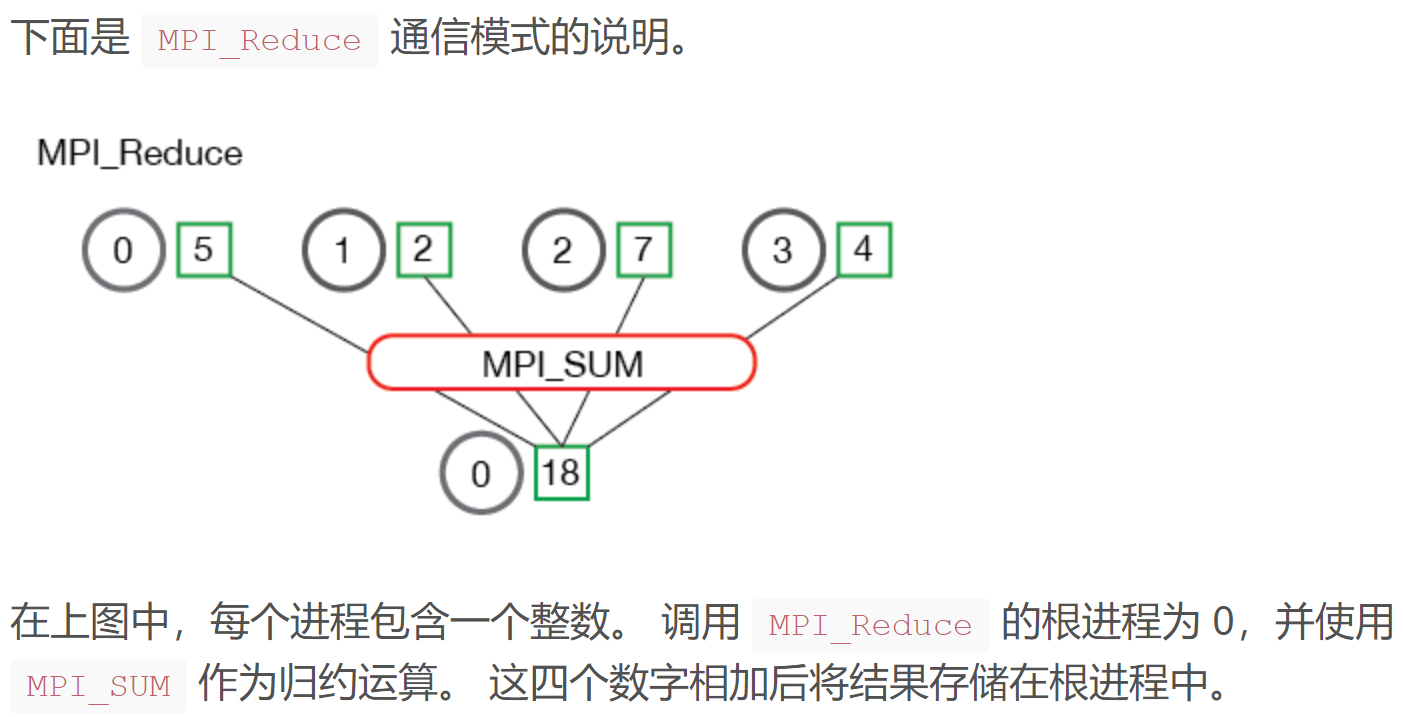 下面是 MPI_Reduce 通信模式的说明。
MPI_Reduce
0 5 1 2 2 7 3 4
MPI_SUM
0 18
在上图中，每个进程包含一个整数。 调用 MPI_Reduce 的根进程为 0，并使用
MPI_SUM 作为归约运算。 这四个数字相加后将结果存储在根进程中。